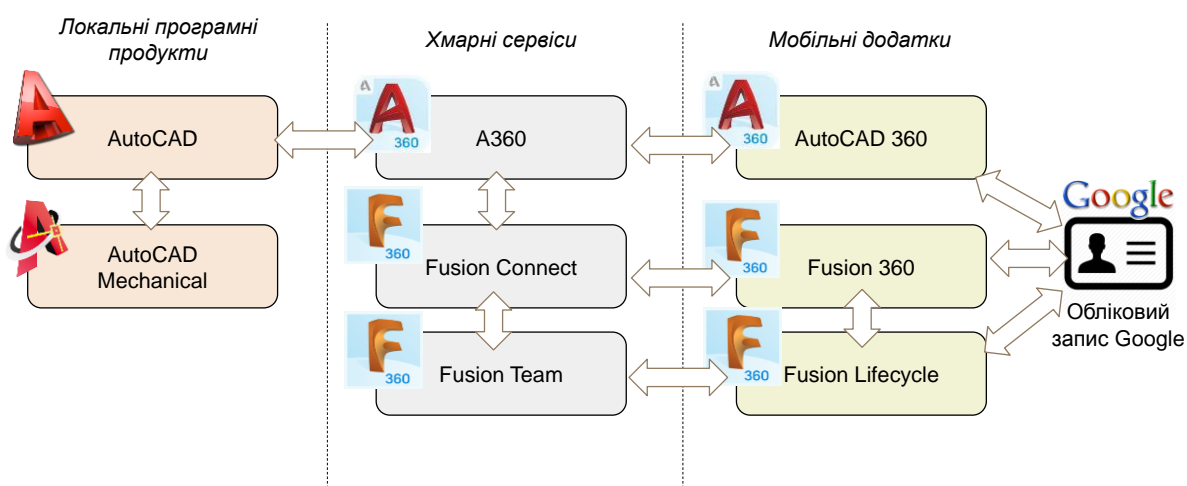 Локальні програмні
продукти
Хмарні сервіси
Мобільні додатки
AutoCAD
A
360
A360
A
360
AutoCAD 360
Google
AutoCAD
Mechanical
360
Fusion Connect
360
Fusion 360
Обліковий
запис Google
360
Fusion Team
360
Fusion Lifecycle